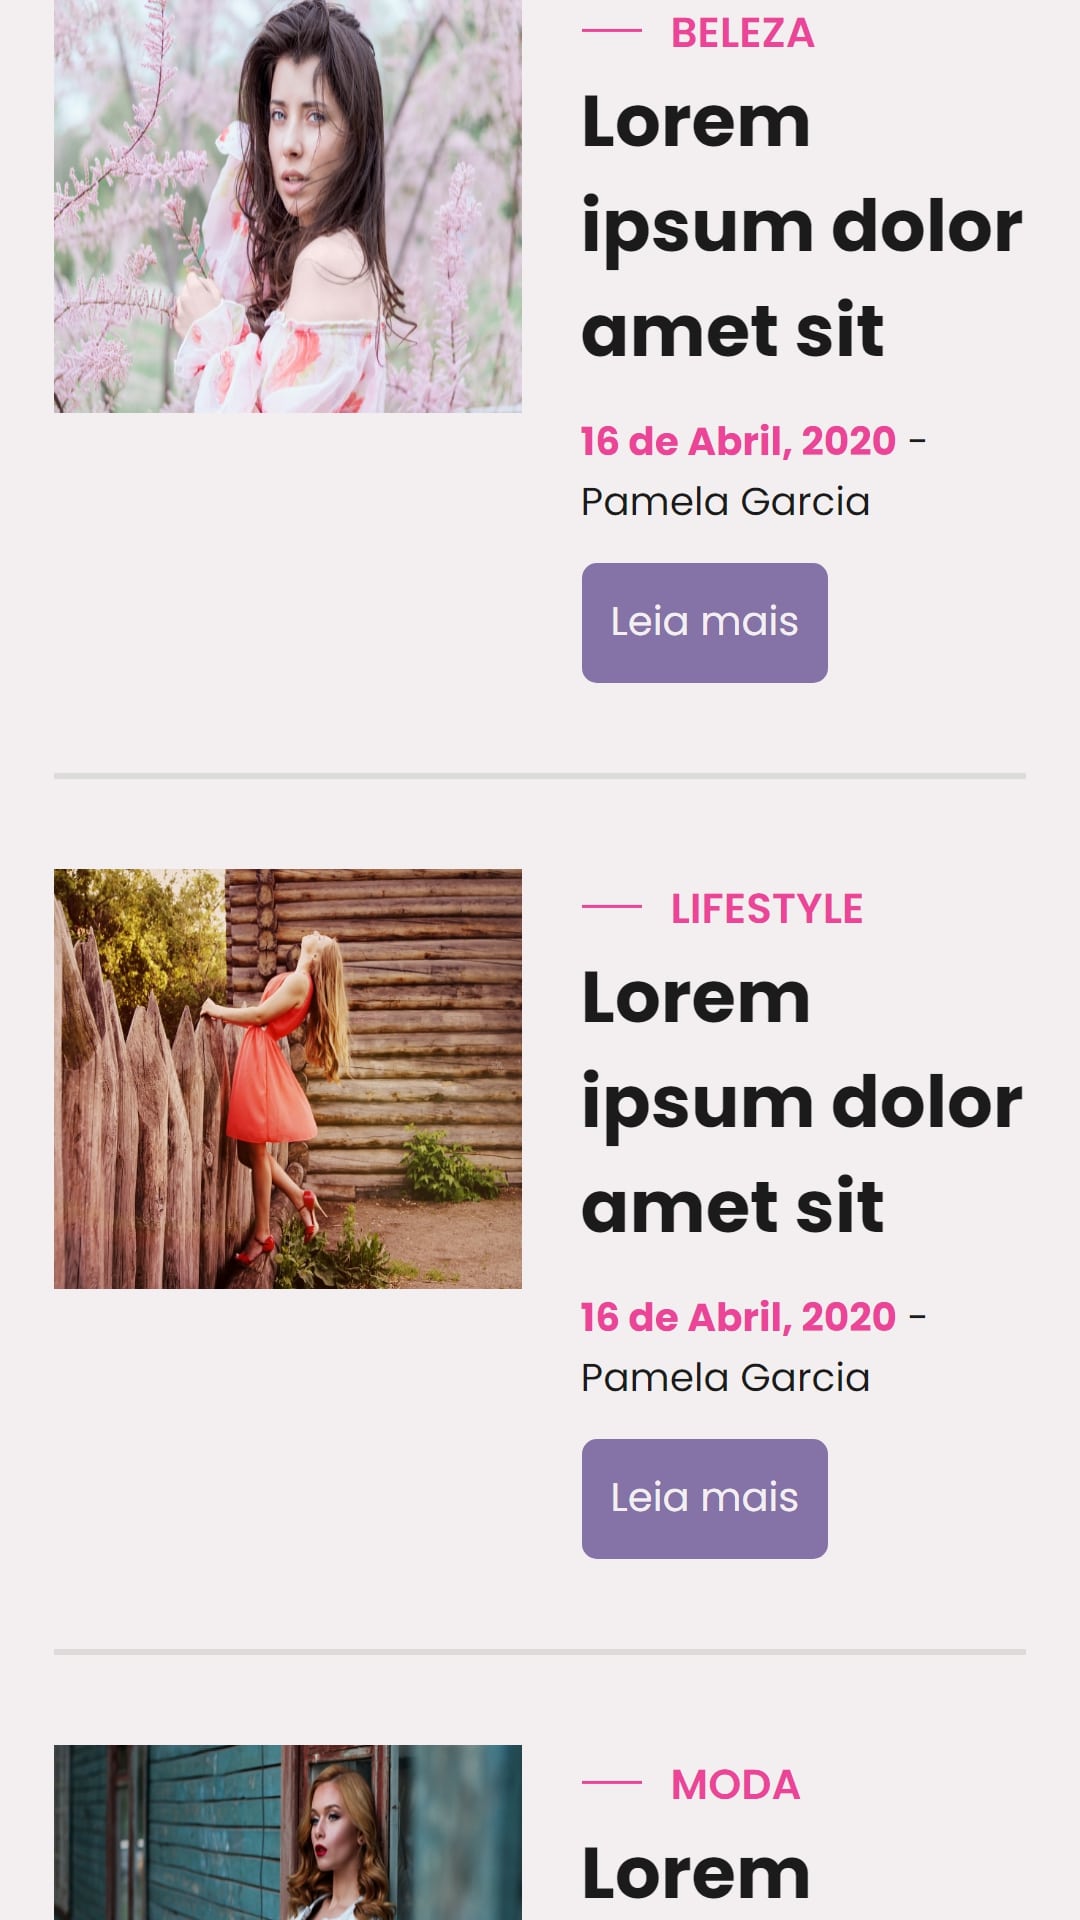 BELEZA
Lorem
ipsum dolor
amet sit
16 de Abril, 2020 -
Pamela Garcia
Leia mais
LIFESTYLE
Lorem
ipsum dolor
amet sit
16 de Abril, 2020 -
Pamela Garcia
Leia mais
MODA
Lorem